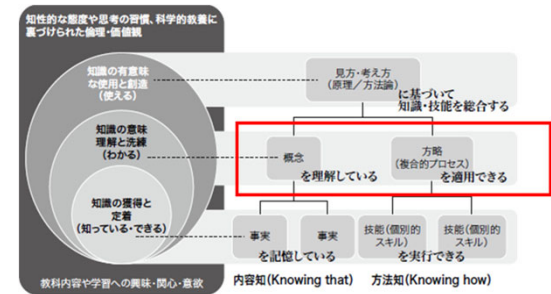 知性的な態度や思考の習慣、科学的教養に
裏づけられた倫理・価値観
知識の有意味
な使用と創造
(使える)
見方・考え方
(原理/方法論)
に基づいて
知識・技能を総合する
知識の意味
理解と洗練
(わかる)
概念
を理解している
方略
(複合的プロセス)
を適用できる
知識の獲得と
定着
(知っている・できる)
事実
事実
を記憶している
技能(個別的
スキル)
技能(個別的
スキル)
を実行できる
教科内容や学習への興味・関心・意欲
内容知(Knowing that)
方法知(Knowing how)